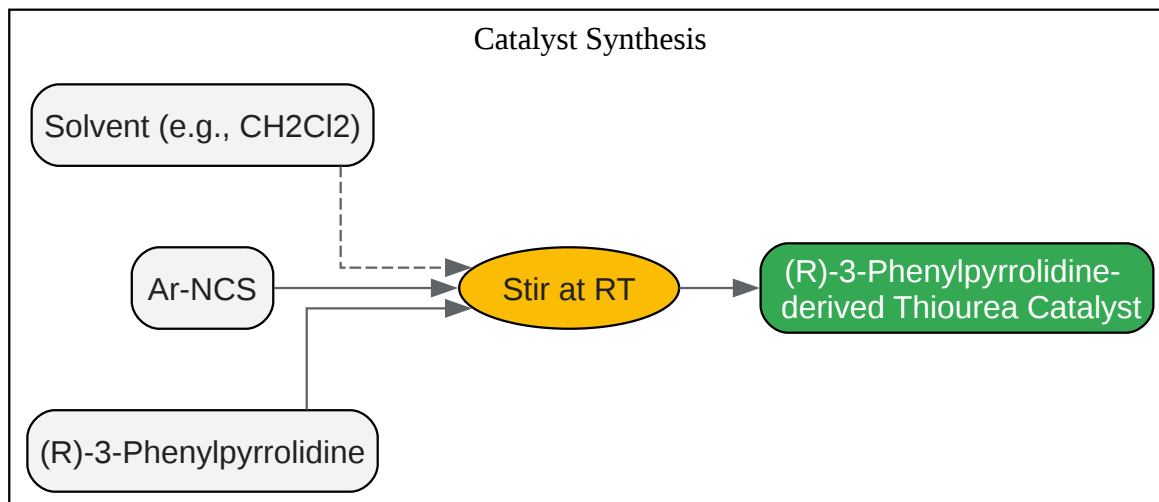 Catalyst Synthesis
Solvent (e.g., CH2Cl2)
Ar-NCS
Stir at RT
(R)-3-Phenylpyrrolidine-
derived Thiourea Catalyst
(R)-3-Phenylpyrrolidine